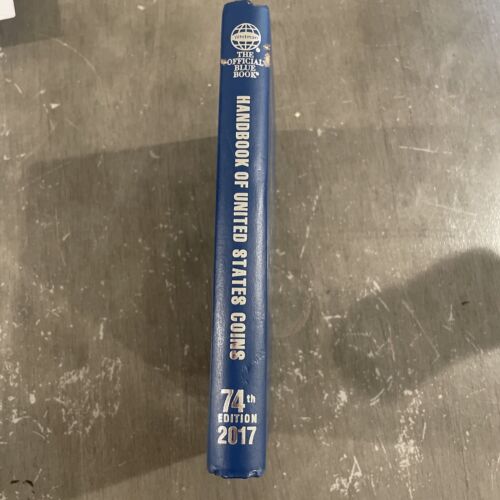 Whitman
THE
OFFICIAL
BLUE
BOOK®
HANDBOOK OF UNITED STATES COINS
74th
EDITION
2017